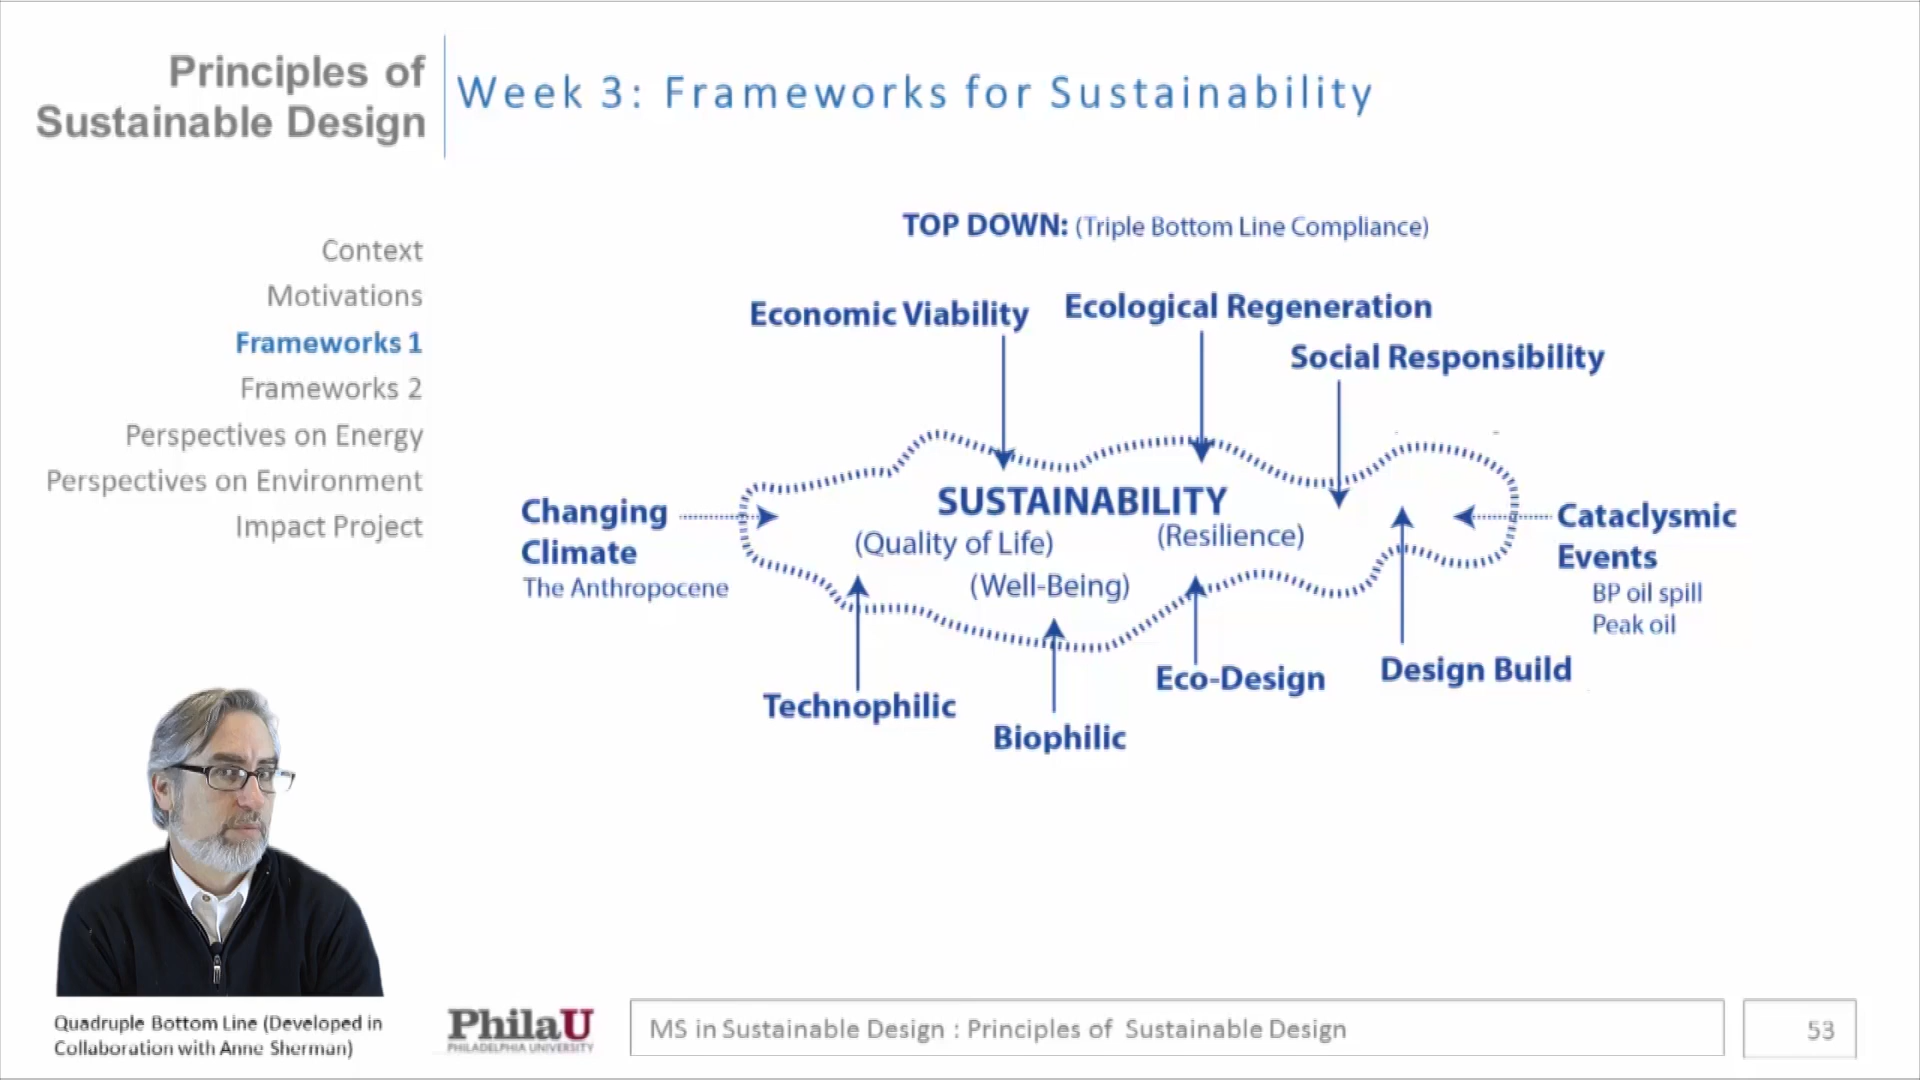 Principles of
Sustainable Design
Week 3: Frameworks for Sustainability
Context
Motivations
Frameworks 1
Frameworks 2
Perspectives on Energy
Perspectives on Environment
Impact Project
TOP DOWN: (Triple Bottom Line Compliance)
Economic Viability
Ecological Regeneration
Social Responsibility
Changing
Climate
The Anthropocene
SUSTAINABILITY
(Quality of Life)
(Resilience)
(Well-Being)
Cataclysmic
Events
BP oil spill
Peak oil
Technophilic
Biophilic
Eco-Design
Design Build
Quadruple Bottom Line (Developed in
Collaboration with Anne Sherman)
PhilaU
PHILADELPHIA UNIVERSITY
MS in Sustainable Design : Principles of Sustainable Design
53